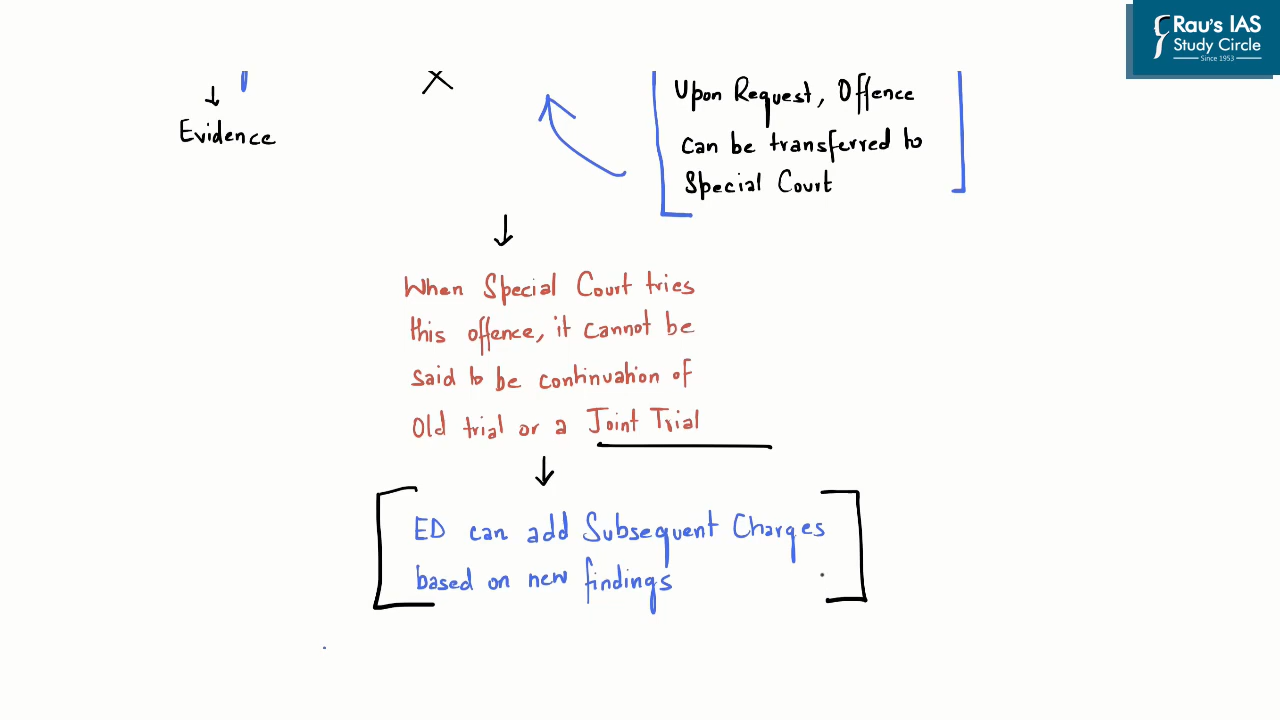 Rau's IAS
Study Circle
Since 1953
Upon Request, Offence
can be transferred to
Special Court
Evidence
When Special Court tries
this offence, it cannot be
said to be continuation of
Old trial or a Joint Trial
ED can add Subsequent Charges
based on new findings